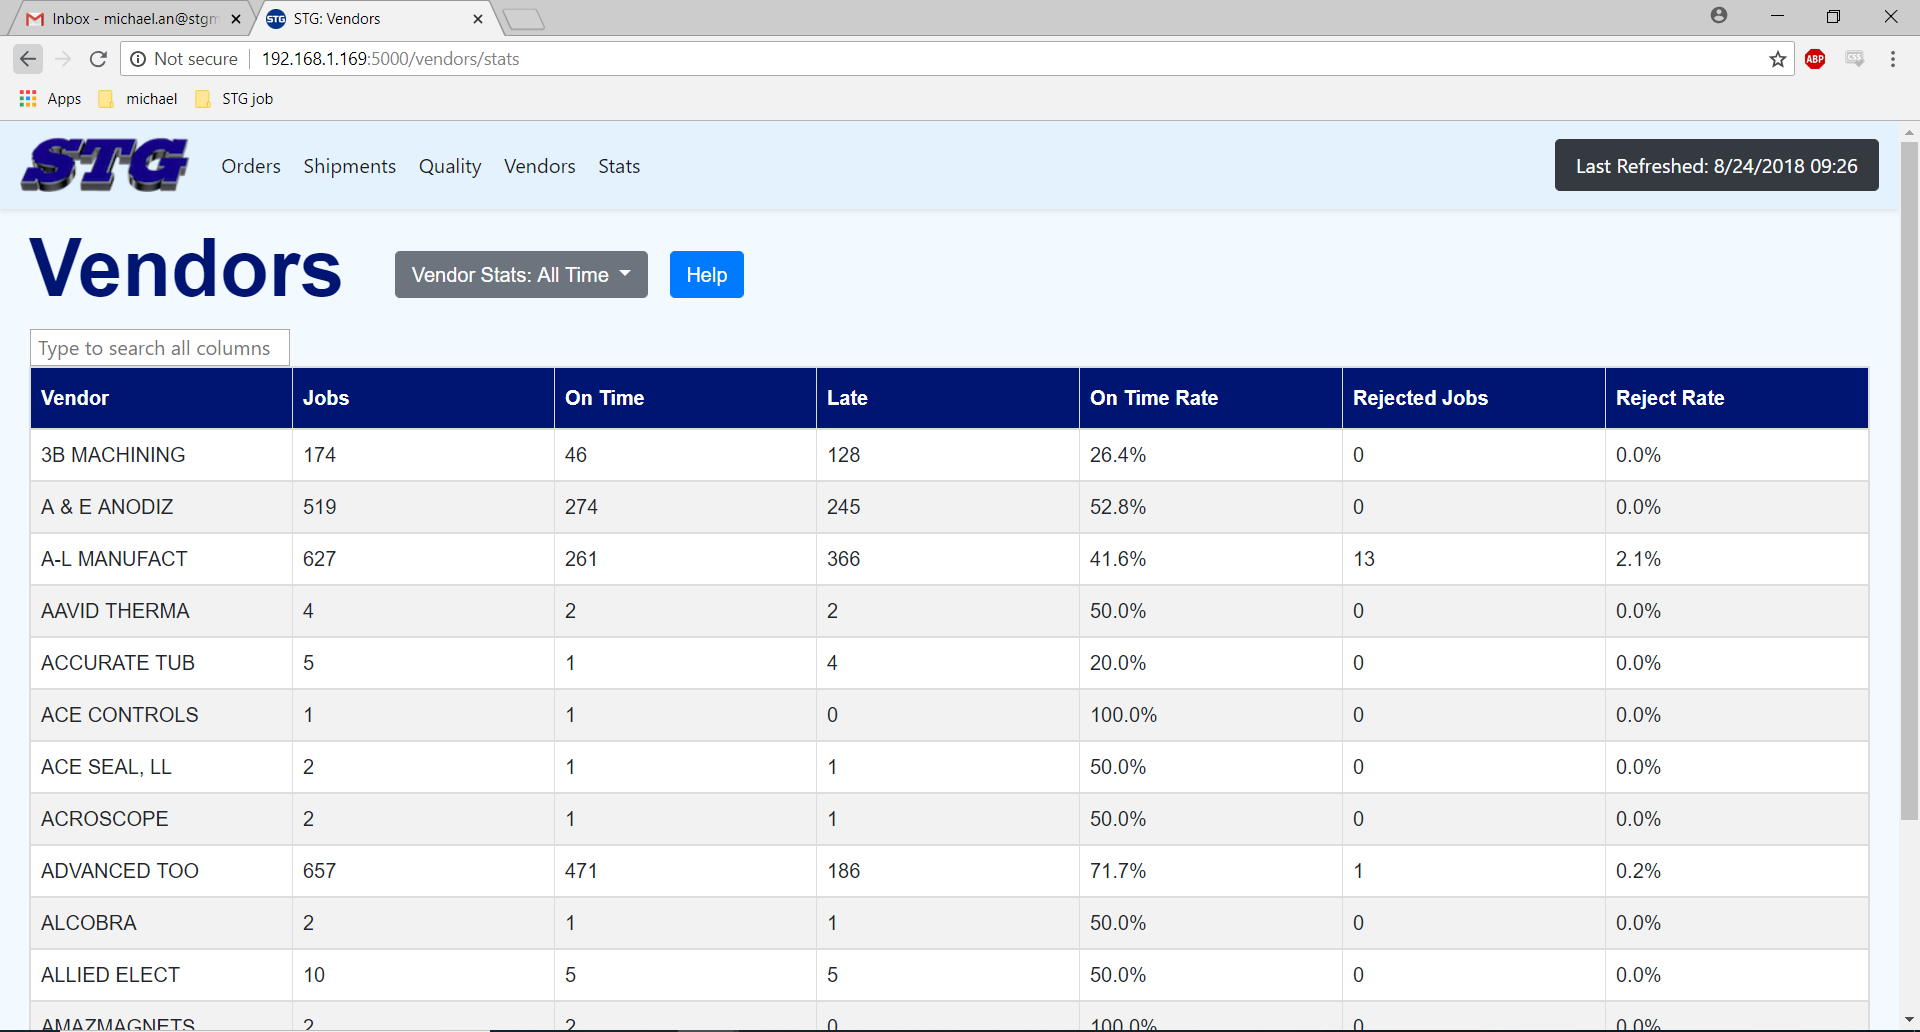 Inbox - michael.an@stgm
STG STG: Vendors
Not secure 192.168.1.169:5000/vendors/stats ABP CSS
Apps michael STG job
STG Orders Shipments Quality Vendors Stats Last Refreshed: 8/24/2018 09:26
Vendors Vendor Stats: All Time Help
Type to search all columns
Vendor Jobs On Time Late On Time Rate Rejected Jobs Reject Rate
3B MACHINING 174 46 128 26.4% 0 0.0%
A & E ANODIZ 519 274 245 52.8% 0 0.0%
A-L MANUFACT 627 261 366 41.6% 13 2.1%
AAVID THERMA 4 2 2 50.0% 0 0.0%
ACCURATE TUB 5 1 4 20.0% 0 0.0%
ACE CONTROLS 1 1 0 100.0% 0 0.0%
ACE SEAL, LL 2 1 1 50.0% 0 0.0%
ACROSCOPE 2 1 1 50.0% 0 0.0%
ADVANCED TOO 657 471 186 71.7% 1 0.2%
ALCOBRA 2 1 1 50.0% 0 0.0%
ALLIED ELECT 10 5 5 50.0% 0 0.0%
AMAZMAGNETS 2 2 0 100.0% 0 0.0%